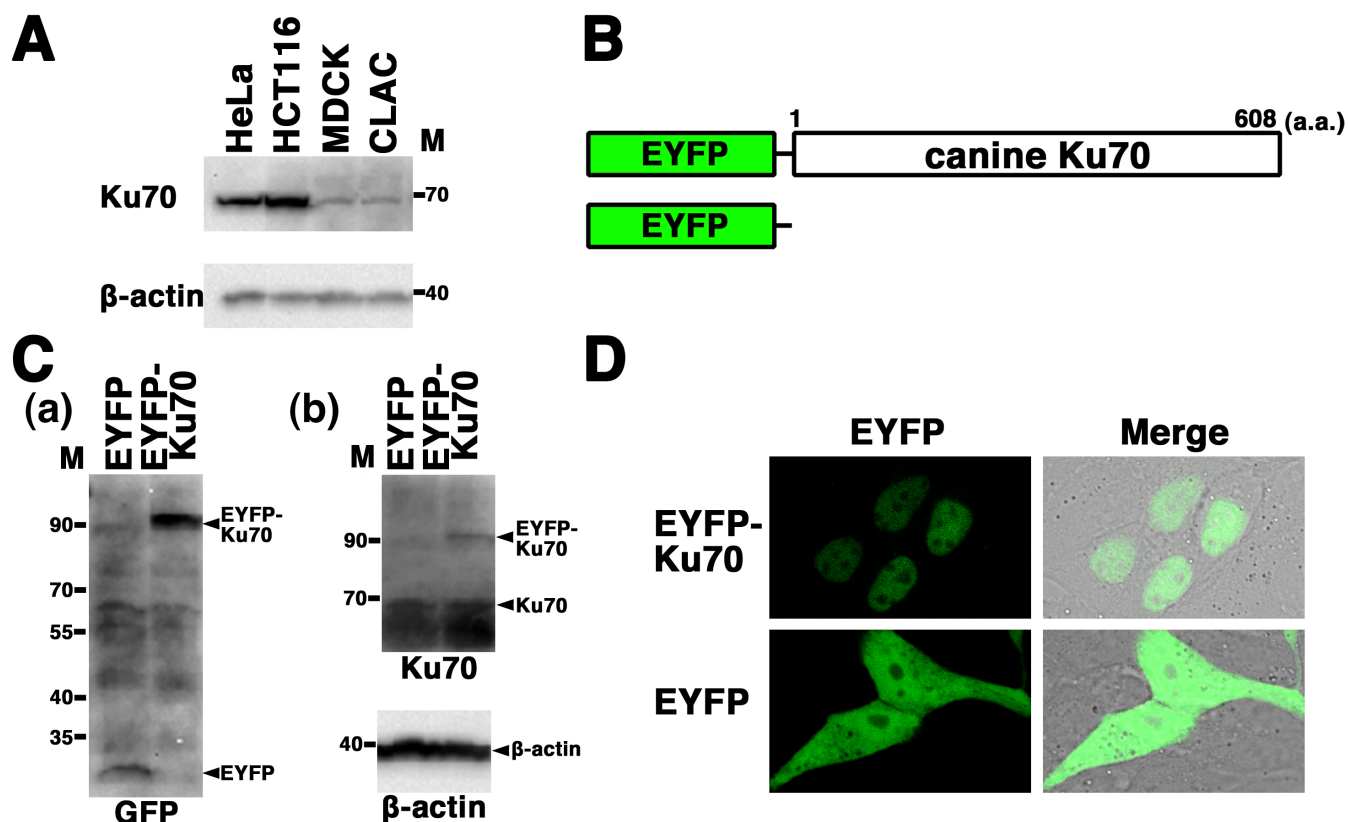 A
HeLa
HCT116
MDCK
CLAC
M
Ku70
70
β-actin
40
B
1
608 (a.a.)
EYFP
canine Ku70
EYFP
C
(a)
M
EYFP
EYFP-
Ku70
90
70
55
40
35
EYFP-
Ku70
EYFP
GFP
(b)
M
EYFP
EYFP-
Ku70
90
70
EYFP-
Ku70
Ku70
Ku70
40
β-actin
β-actin
D
EYFP
Merge
EYFP-
Ku70
EYFP